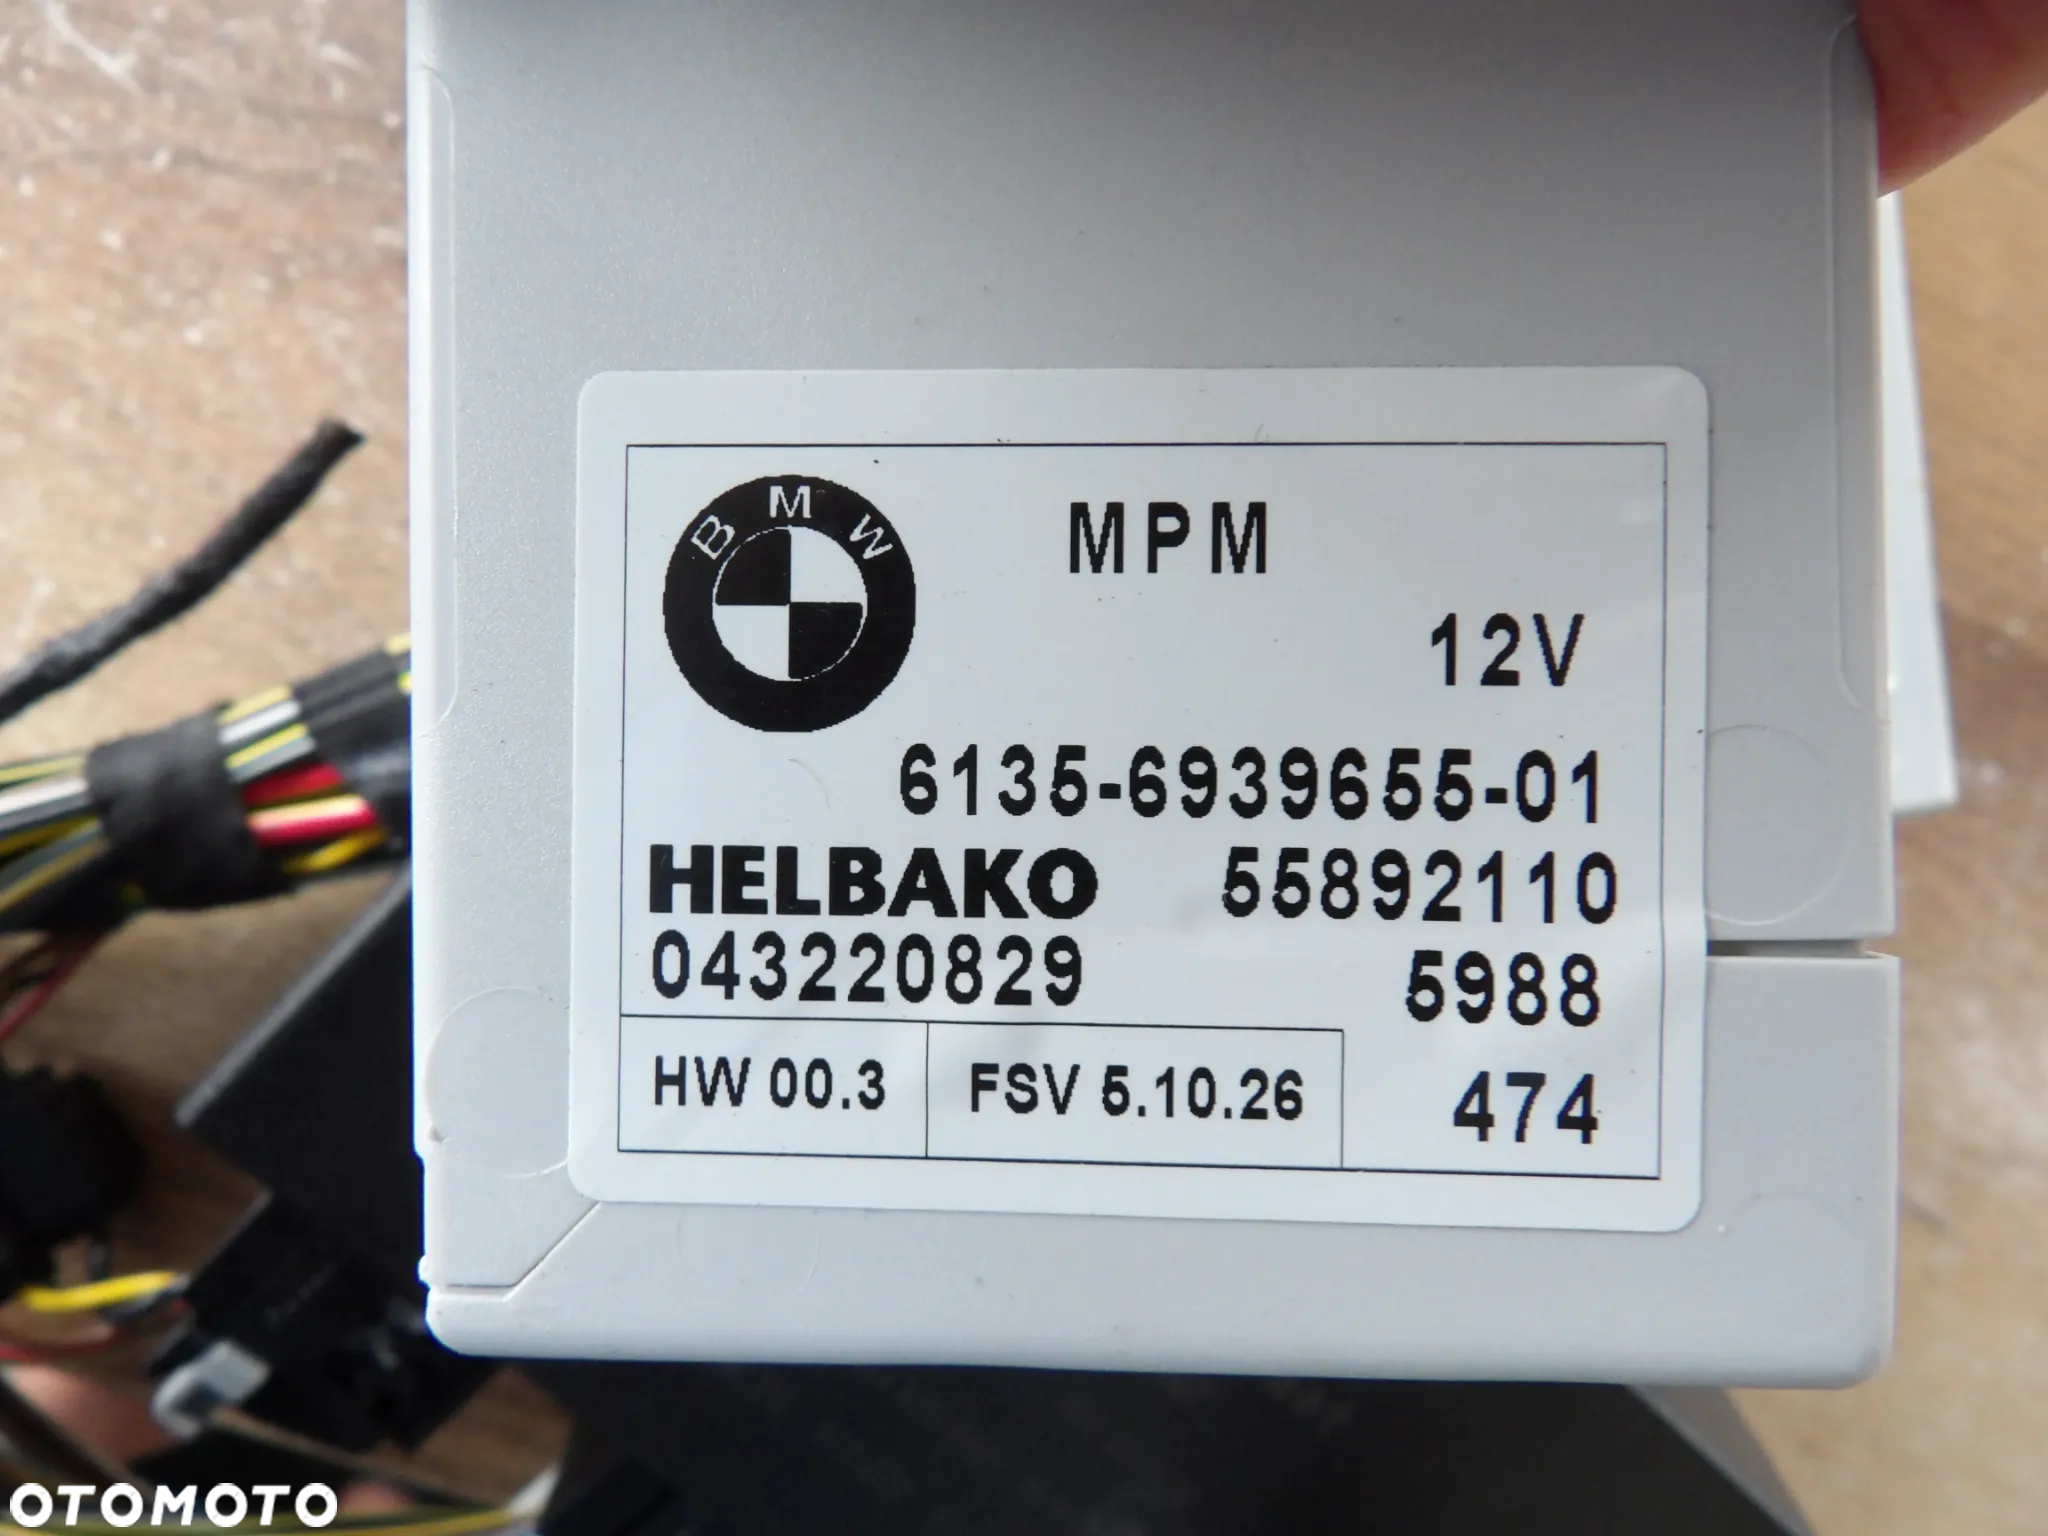 BMW
MPM
12V
6135-6939655-01
HELBAKO 55892110
043220829 5988
HW 00.3 FSV 5.10.26 474
OTOMOTO